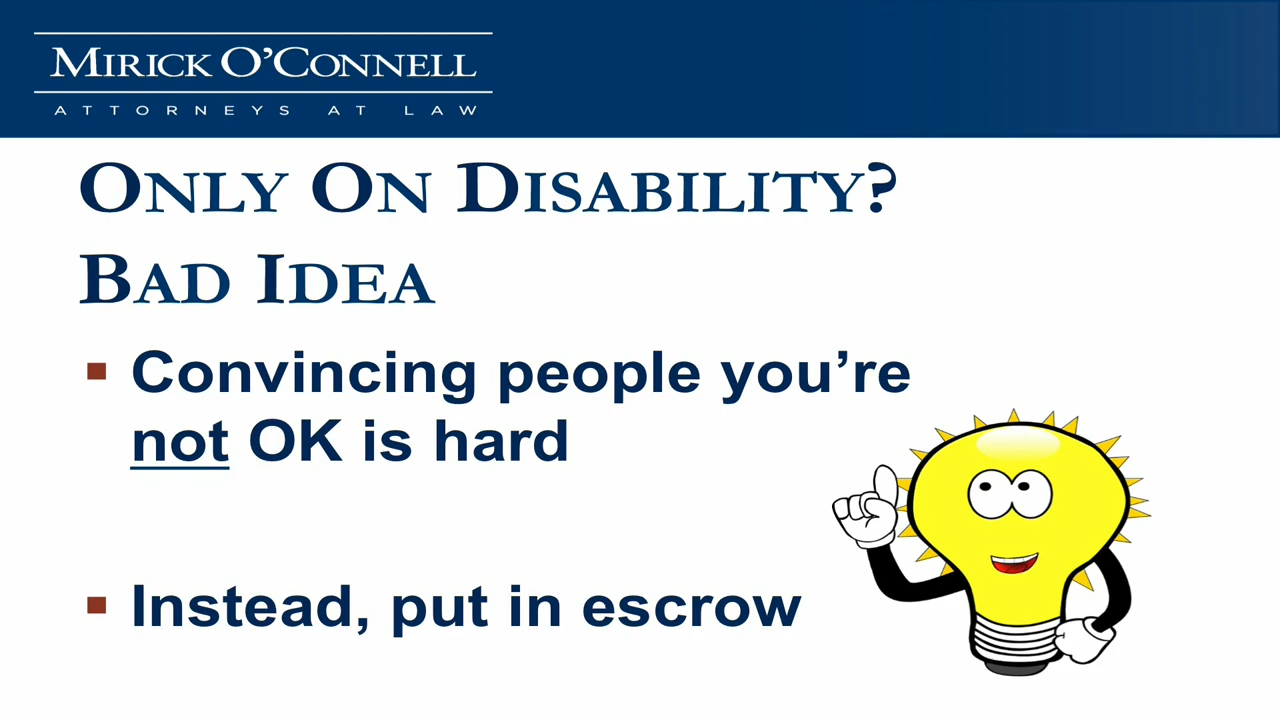 MIRICK O'CONNELL
ATTORNEYS AT LAW
ONLY ON DISABILITY?
BAD IDEA
▪ Convincing people you're
not OK is hard
▪ Instead, put in escrow